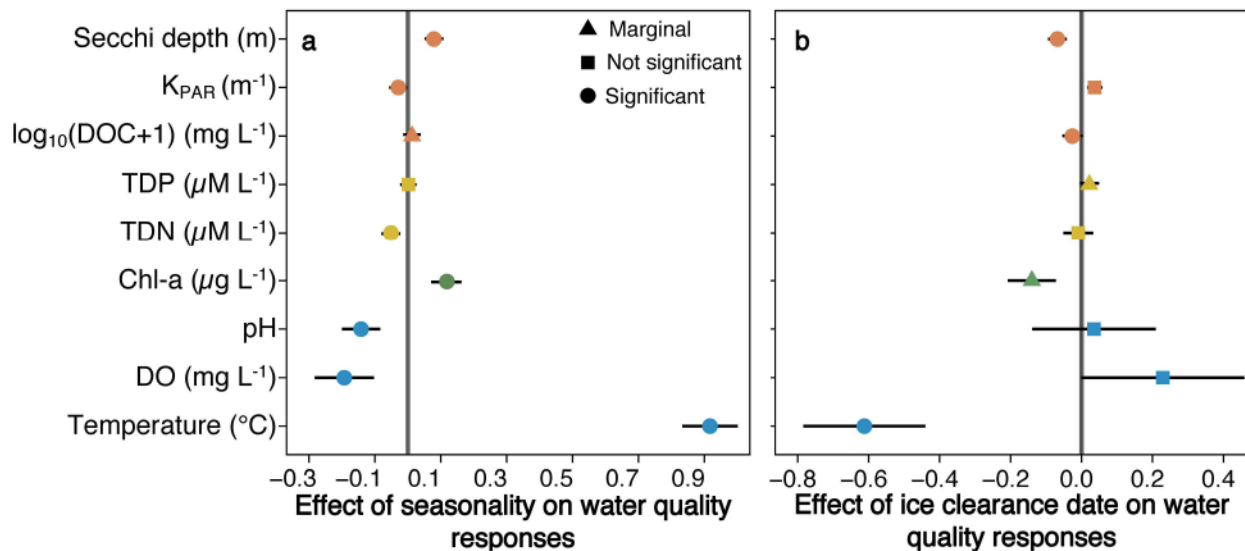 a
b
Marginal
Not significant
Significant
Secchi depth (m)
K_PAR (m⁻¹)
log₁₀(DOC+1) (mg L⁻¹)
TDP (µM L⁻¹)
TDN (µM L⁻¹)
Chl-a (µg L⁻¹)
pH
DO (mg L⁻¹)
Temperature (°C)
−0.3 −0.1 0.1 0.3 0.5 0.7 0.9
−0.8 −0.6 −0.4 −0.2 0.0 0.2 0.4
Effect of seasonality on water quality
responses
Effect of ice clearance date on water
quality responses